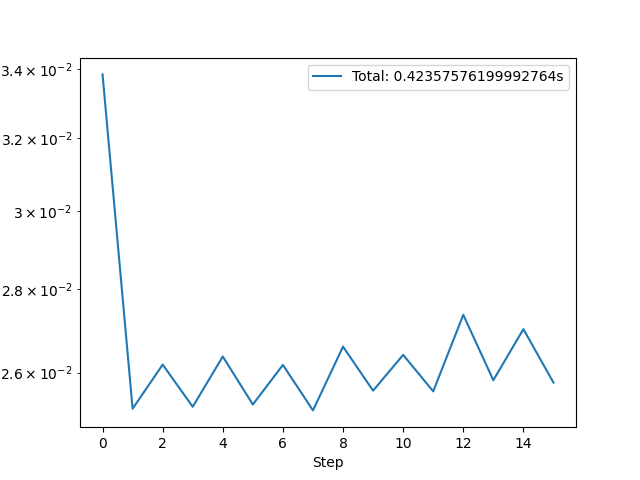 Total: 0.42357576199992764s
3.4 × 10⁻²
3.2 × 10⁻²
3 × 10⁻²
2.8 × 10⁻²
2.6 × 10⁻²
0 2 4 6 8 10 12 14
Step